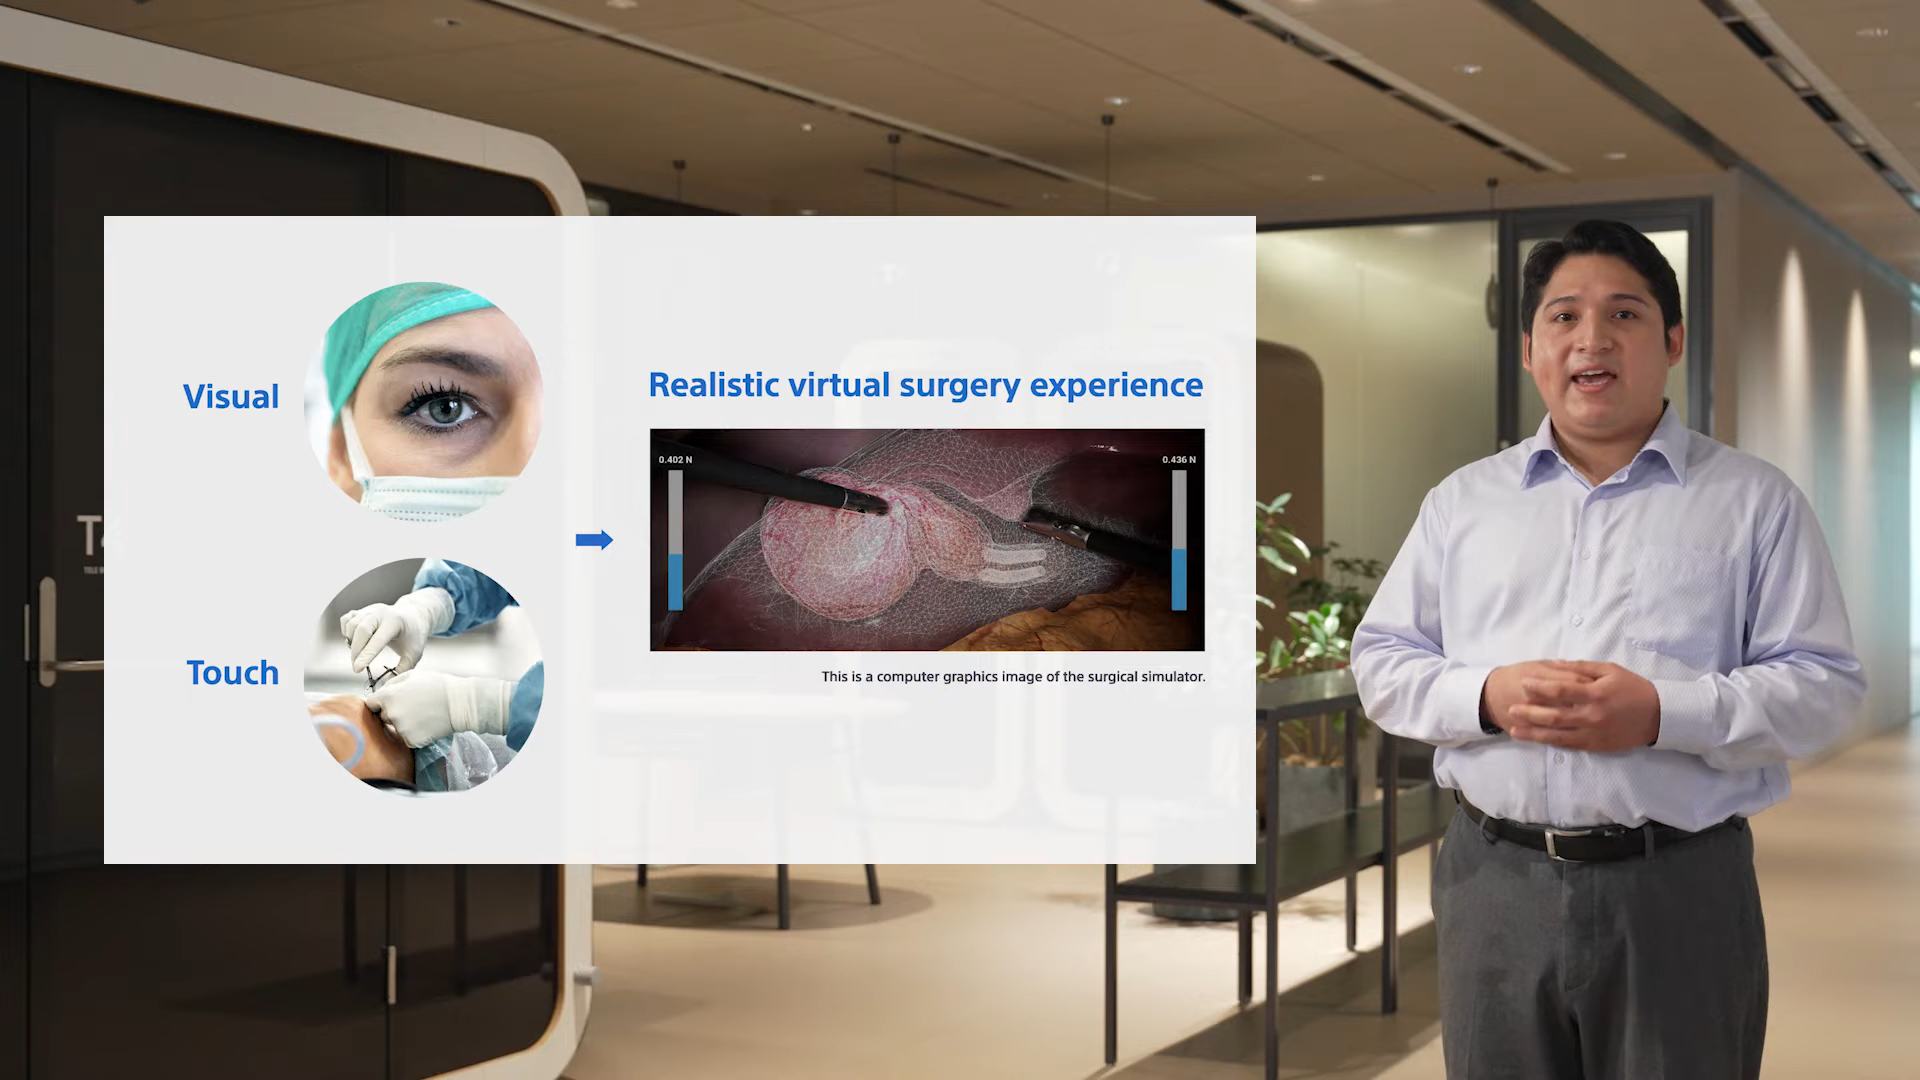 Visual
Touch
Realistic virtual surgery experience
0.402 N
0.436 N
This is a computer graphics image of the surgical simulator.